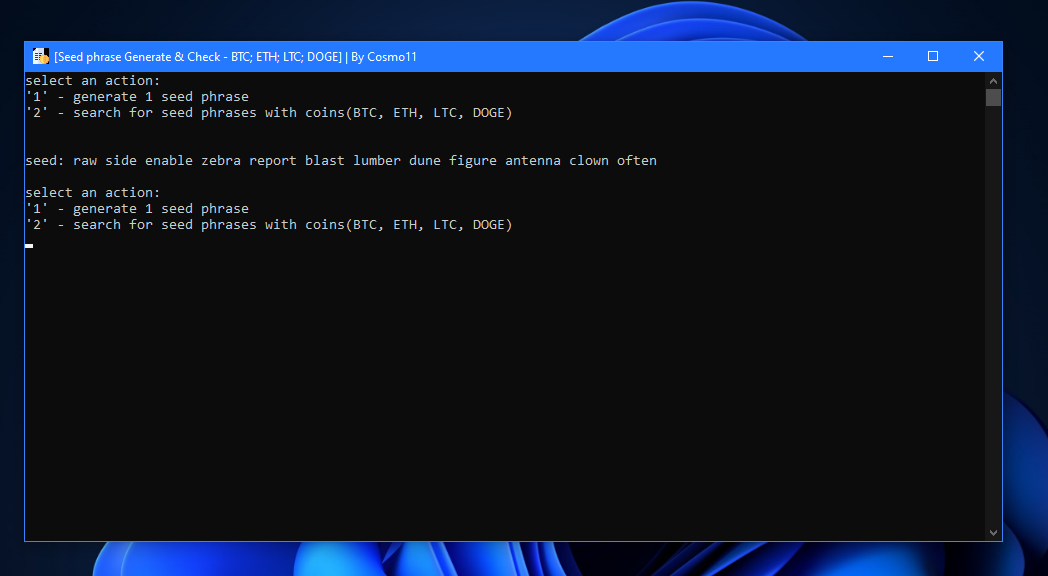 [Seed phrase Generate & Check - BTC; ETH; LTC; DOGE] | By Cosmo11
select an action:
'1' - generate 1 seed phrase
'2' - search for seed phrases with coins(BTC, ETH, LTC, DOGE)
seed: raw side enable zebra report blast lumber dune figure antenna clown often
select an action:
'1' - generate 1 seed phrase
'2' - search for seed phrases with coins(BTC, ETH, LTC, DOGE)